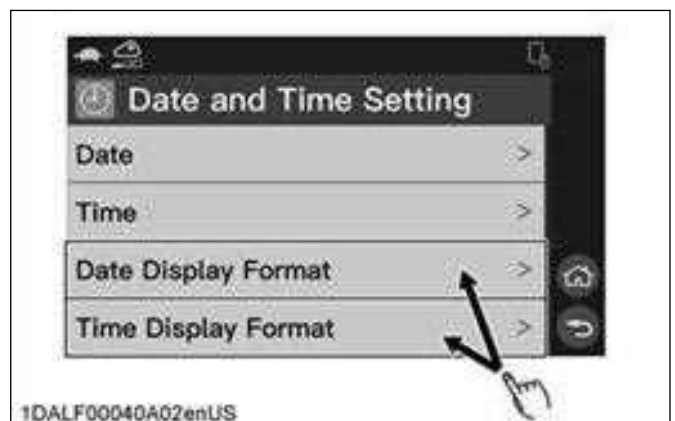 Date and Time Setting
Date >
Time >
Date Display Format >
Time Display Format >
1DALF00040A02enUS